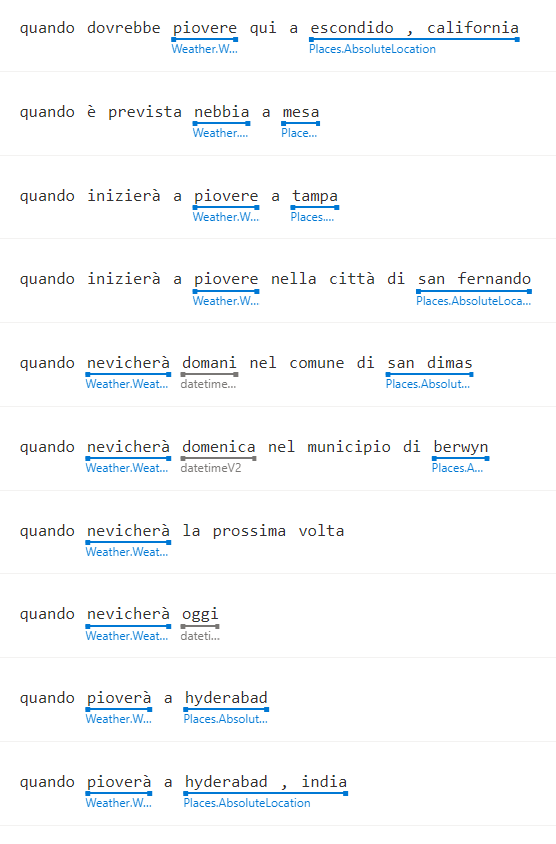 quando dovrebbe piovere qui a escondido , california
Weather.W... Places.AbsoluteLocation
quando è prevista nebbia a mesa
Weather.... Place...
quando inizierà a piovere a tampa
Weather.W... Places....
quando inizierà a piovere nella città di san fernando
Weather.W... Places.AbsoluteLoca...
quando nevicherà domani nel comune di san dimas
Weather.Weat... datetime... Places.Absolut...
quando nevicherà domenica nel municipio di berwyn
Weather.Weat... datetimeV2 Places.A...
quando nevicherà la prossima volta
Weather.Weat...
quando nevicherà oggi
Weather.Weat... dateti...
quando pioverà a hyderabad
Weather.W... Places.Absolut...
quando pioverà a hyderabad , india
Weather.W... Places.AbsoluteLocation